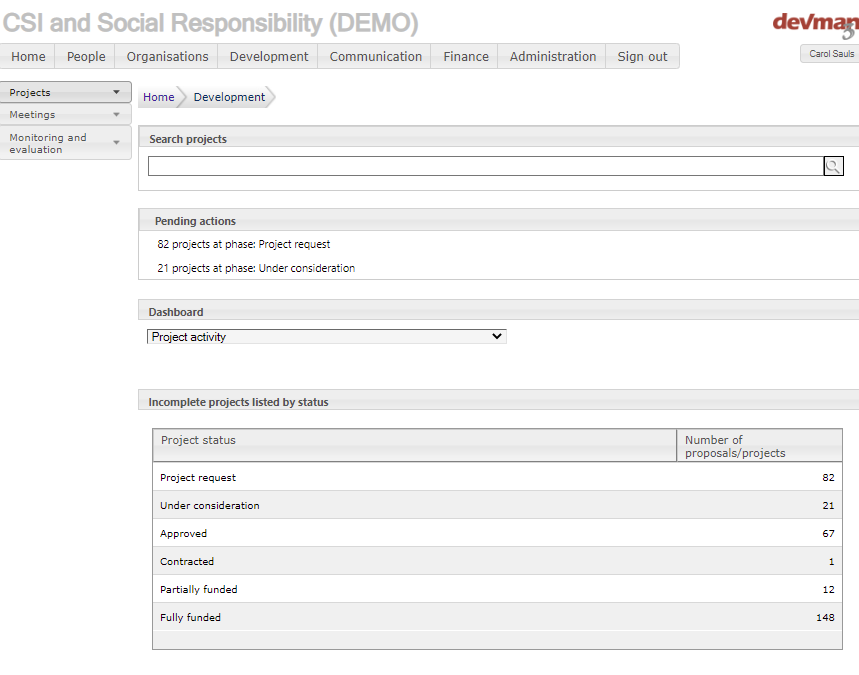 CSI and Social Responsibility (DEMO)
devman
3
Home People Organisations Development Communication Finance Administration Sign out
Carol Sauls
Projects
Meetings
Monitoring and
evaluation
Home Development
Search projects
Pending actions
82 projects at phase: Project request
21 projects at phase: Under consideration
Dashboard
Project activity
Incomplete projects listed by status
Project status Number of
proposals/projects
Project request 82
Under consideration 21
Approved 67
Contracted 1
Partially funded 12
Fully funded 148